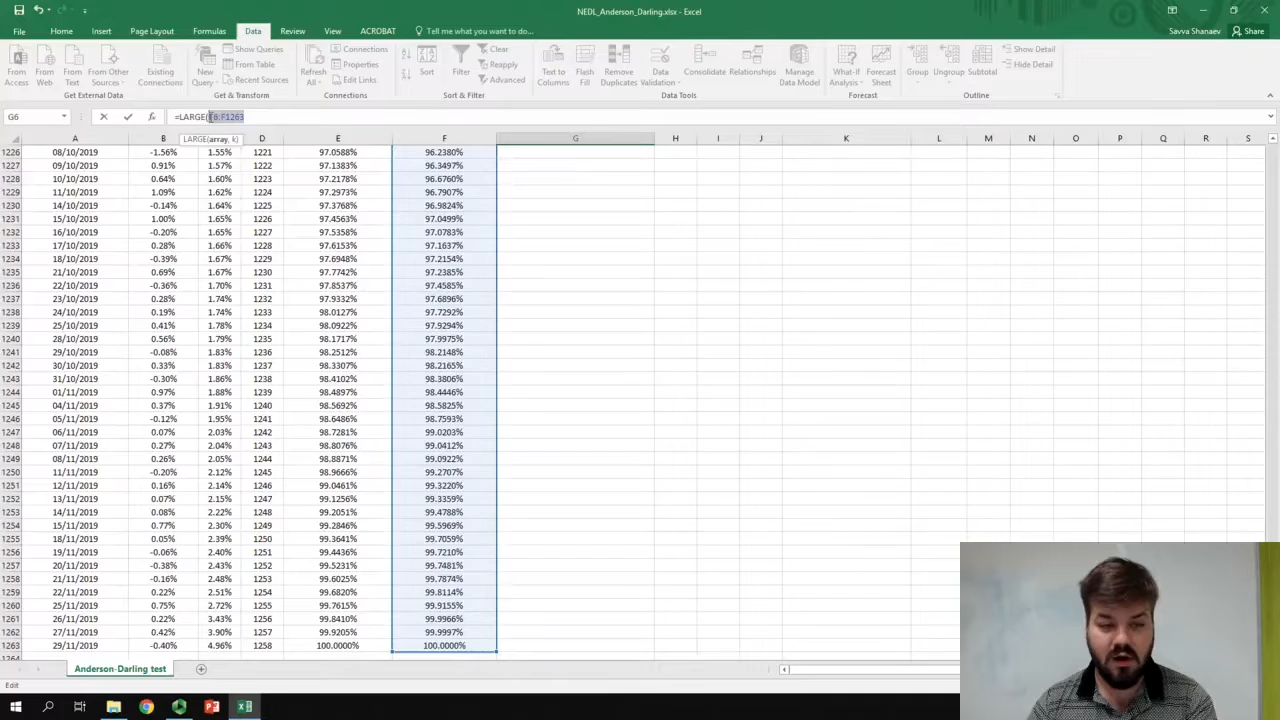 NEDL_Anderson_Darling.xlsx - Excel
File Home Insert Page Layout Formulas Data Review View ACROBAT Tell me what you want to do... Savva Shanaev Share
From Access From Web From Text From Other Sources Existing Connections New Query Show Queries From Table Recent Sources Refresh All Connections Properties Edit Links Sort Filter Clear Reapply Advanced Text to Columns Flash Fill Remove Duplicates Data Validation Consolidate Relationships Manage Data Model What-If Analysis Forecast Sheet Group Ungroup Subtotal Show Detail Hide Detail
Get External Data Get & Transform Connections Sort & Filter Data Tools Forecast Outline
G6 fx =LARGE(F6:F1263
LARGE(array, k)
A B D E F G H I J K L M N O P Q R S
1226 08/10/2019 -1.56% 1.55% 1221 97.0588% 96.2380%
1227 09/10/2019 0.91% 1.57% 1222 97.1383% 96.3497%
1228 10/10/2019 0.64% 1.60% 1223 97.2178% 96.6760%
1229 11/10/2019 1.09% 1.62% 1224 97.2973% 96.7907%
1230 14/10/2019 -0.14% 1.64% 1225 97.3768% 96.9824%
1231 15/10/2019 1.00% 1.65% 1226 97.4563% 97.0499%
1232 16/10/2019 -0.20% 1.65% 1227 97.5358% 97.0783%
1233 17/10/2019 0.28% 1.66% 1228 97.6153% 97.1637%
1234 18/10/2019 -0.39% 1.67% 1229 97.6948% 97.2154%
1235 21/10/2019 0.69% 1.67% 1230 97.7742% 97.2385%
1236 22/10/2019 -0.36% 1.70% 1231 97.8537% 97.4585%
1237 23/10/2019 0.28% 1.74% 1232 97.9332% 97.6896%
1238 24/10/2019 0.19% 1.74% 1233 98.0127% 97.7292%
1239 25/10/2019 0.41% 1.78% 1234 98.0922% 97.9294%
1240 28/10/2019 0.56% 1.79% 1235 98.1717% 97.9975%
1241 29/10/2019 -0.08% 1.83% 1236 98.2512% 98.2148%
1242 30/10/2019 0.33% 1.83% 1237 98.3307% 98.2165%
1243 31/10/2019 -0.30% 1.86% 1238 98.4102% 98.3806%
1244 01/11/2019 0.97% 1.88% 1239 98.4897% 98.4446%
1245 04/11/2019 0.37% 1.91% 1240 98.5692% 98.5825%
1246 05/11/2019 -0.12% 1.95% 1241 98.6486% 98.7593%
1247 06/11/2019 0.07% 2.03% 1242 98.7281% 99.0203%
1248 07/11/2019 0.27% 2.04% 1243 98.8076% 99.0412%
1249 08/11/2019 0.26% 2.05% 1244 98.8871% 99.0922%
1250 11/11/2019 -0.20% 2.12% 1245 98.9666% 99.2707%
1251 12/11/2019 0.16% 2.14% 1246 99.0461% 99.3220%
1252 13/11/2019 0.07% 2.15% 1247 99.1256% 99.3359%
1253 14/11/2019 0.08% 2.22% 1248 99.2051% 99.4788%
1254 15/11/2019 0.77% 2.30% 1249 99.2846% 99.5969%
1255 18/11/2019 0.05% 2.39% 1250 99.3641% 99.7059%
1256 19/11/2019 -0.06% 2.40% 1251 99.4436% 99.7210%
1257 20/11/2019 -0.38% 2.43% 1252 99.5231% 99.7481%
1258 21/11/2019 -0.16% 2.48% 1253 99.6025% 99.7874%
1259 22/11/2019 0.22% 2.51% 1254 99.6820% 99.8114%
1260 25/11/2019 0.75% 2.72% 1255 99.7615% 99.9155%
1261 26/11/2019 0.22% 3.43% 1256 99.8410% 99.9966%
1262 27/11/2019 0.42% 3.90% 1257 99.9205% 99.9997%
1263 29/11/2019 -0.40% 4.96% 1258 100.0000% 100.0000%
1264
Anderson-Darling test
Edit